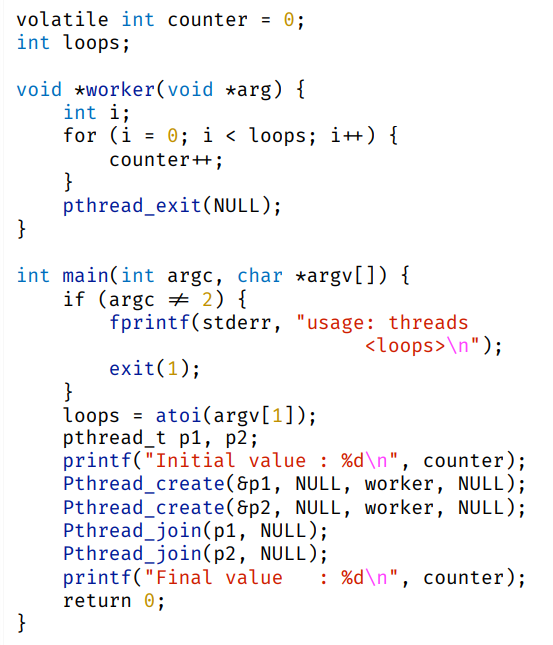 volatile int counter = 0;
int loops;

void *worker(void *arg) {
    int i;
    for (i = 0; i < loops; i++) {
        counter++;
    }
    pthread_exit(NULL);
}

int main(int argc, char *argv[]) {
    if (argc ≠ 2) {
        fprintf(stderr, "usage: threads
                              <loops>\n");
        exit(1);
    }
    loops = atoi(argv[1]);
    pthread_t p1, p2;
    printf("Initial value : %d\n", counter);
    Pthread_create(&p1, NULL, worker, NULL);
    Pthread_create(&p2, NULL, worker, NULL);
    Pthread_join(p1, NULL);
    Pthread_join(p2, NULL);
    printf("Final value   : %d\n", counter);
    return 0;
}